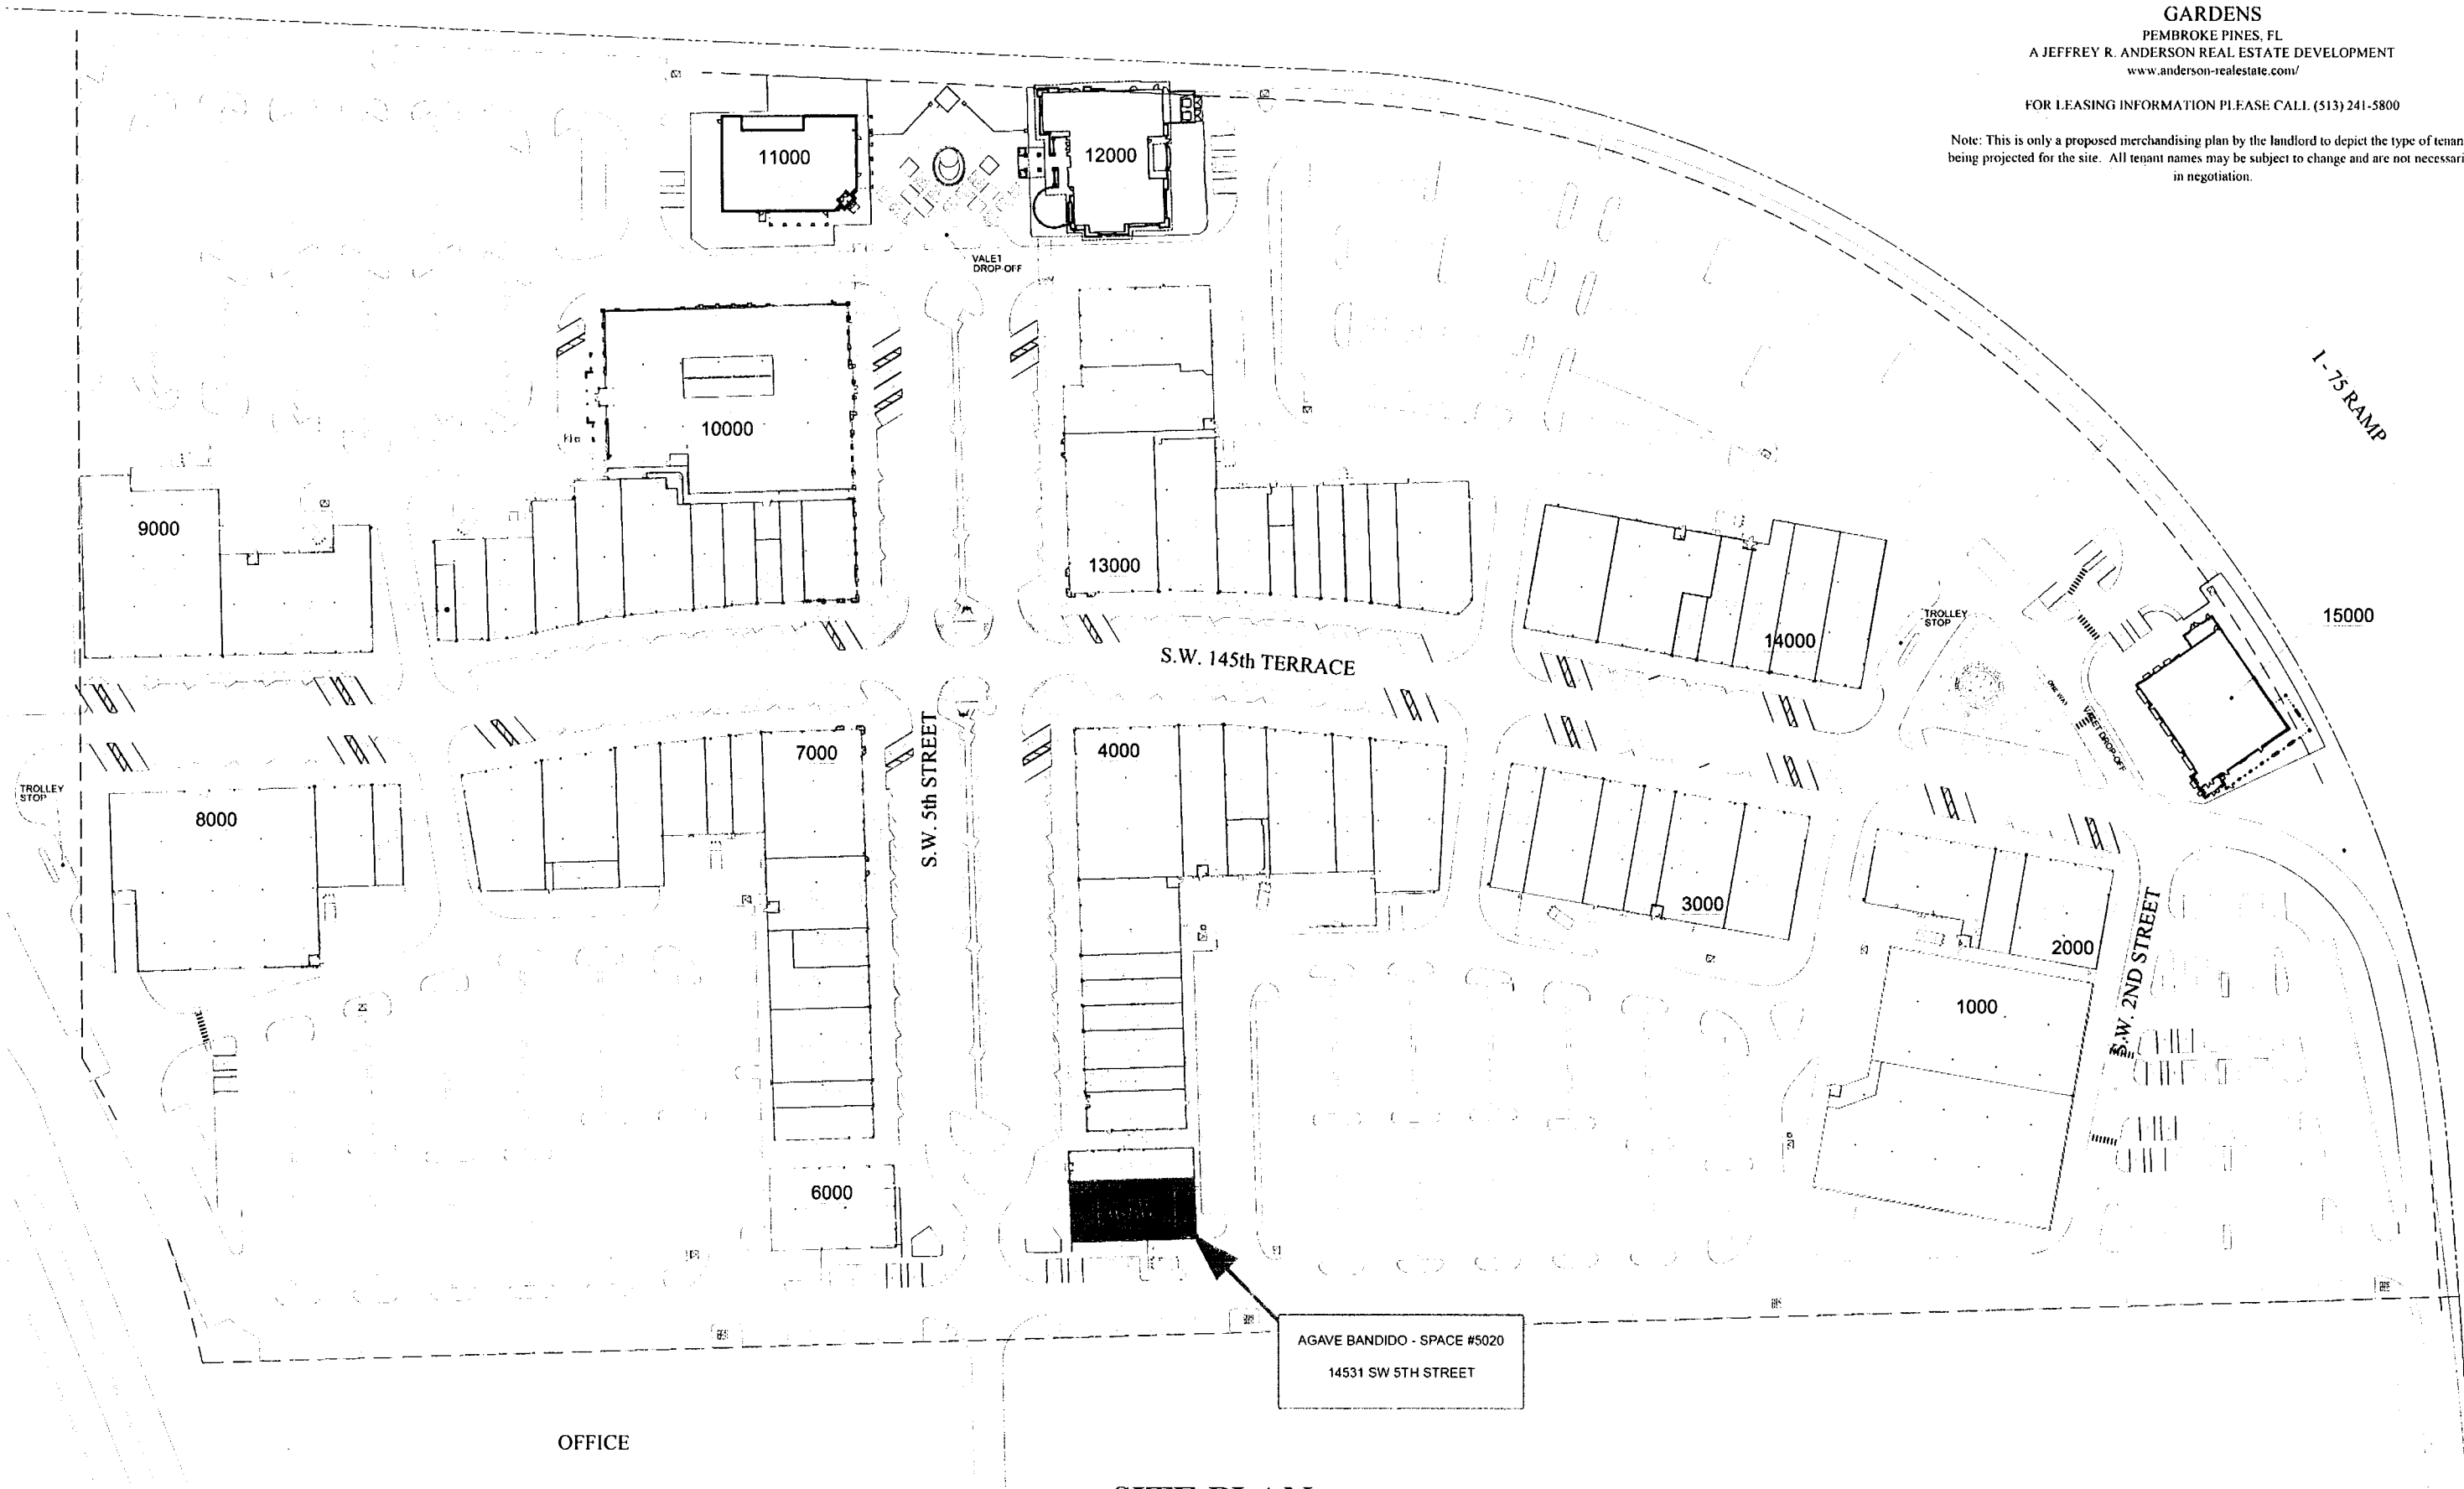 GARDENS
PEMBROKE PINES, FL
A JEFFREY R. ANDERSON REAL ESTATE DEVELOPMENT
www.anderson-realestate.com/
FOR LEASING INFORMATION PLEASE CALL (513) 241-5800
Note: This is only a proposed merchandising plan by the landlord to depict the type of tenan
being projected for the site. All tenant names may be subject to change and are not necessari
in negotiation.
11000
12000
VALET
DROP-OFF
I - 75 RAMP
10000
9000
13000
14000
TROLLEY
STOP
15000
S.W. 145th TERRACE
ONE WAY
VALET DROP-OFF
S.W. 5th STREET
7000
4000
TROLLEY
STOP
8000
3000
2000
S.W. 2ND STREET
1000
6000
AGAVE BANDIDO - SPACE #5020
14531 SW 5TH STREET
OFFICE
SITE PLAN